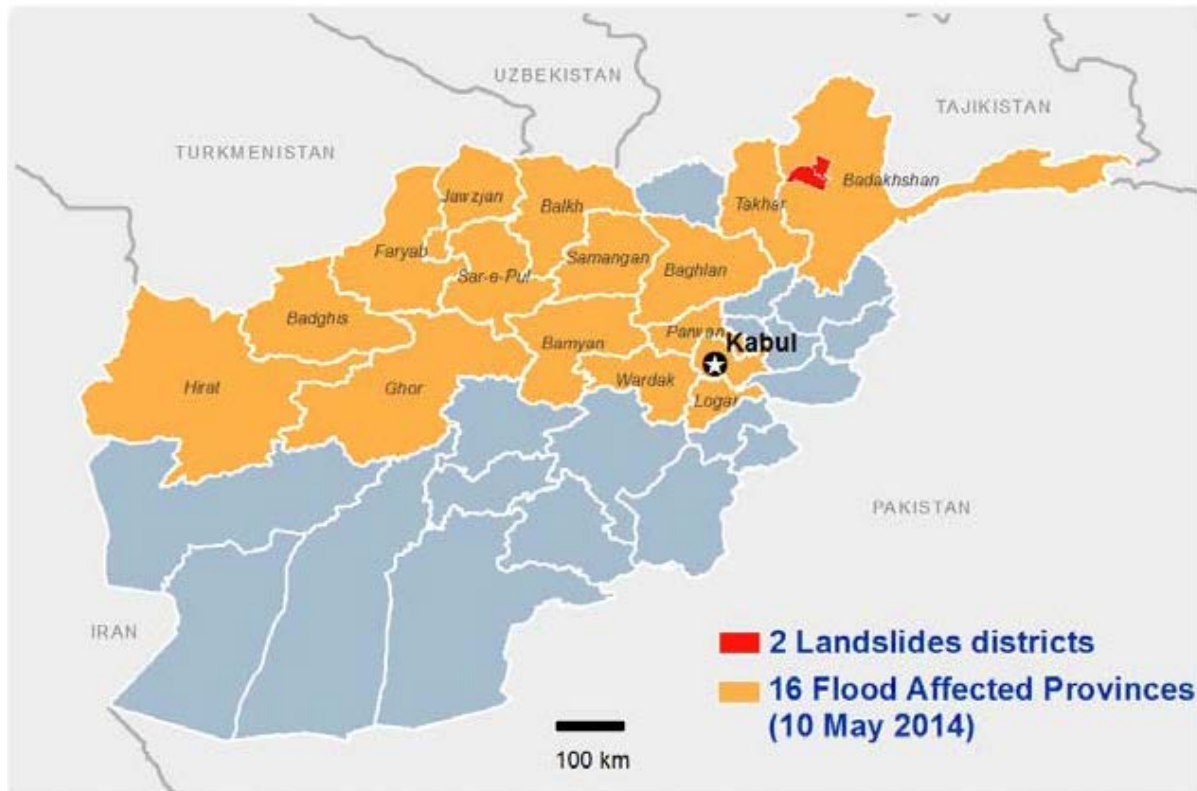 UZBEKISTAN
TAJIKISTAN
TURKMENISTAN
Badakhshan
Jawzjan
Balkh
Takhar
Faryab
Samangan
Sar-e-Pul
Baghlan
Badghis
Parwan
Bamyan
Kabul
Hirat
Ghor
Wardak
Logar
PAKISTAN
IRAN
2 Landslides districts
16 Flood Affected Provinces
(10 May 2014)
100 km